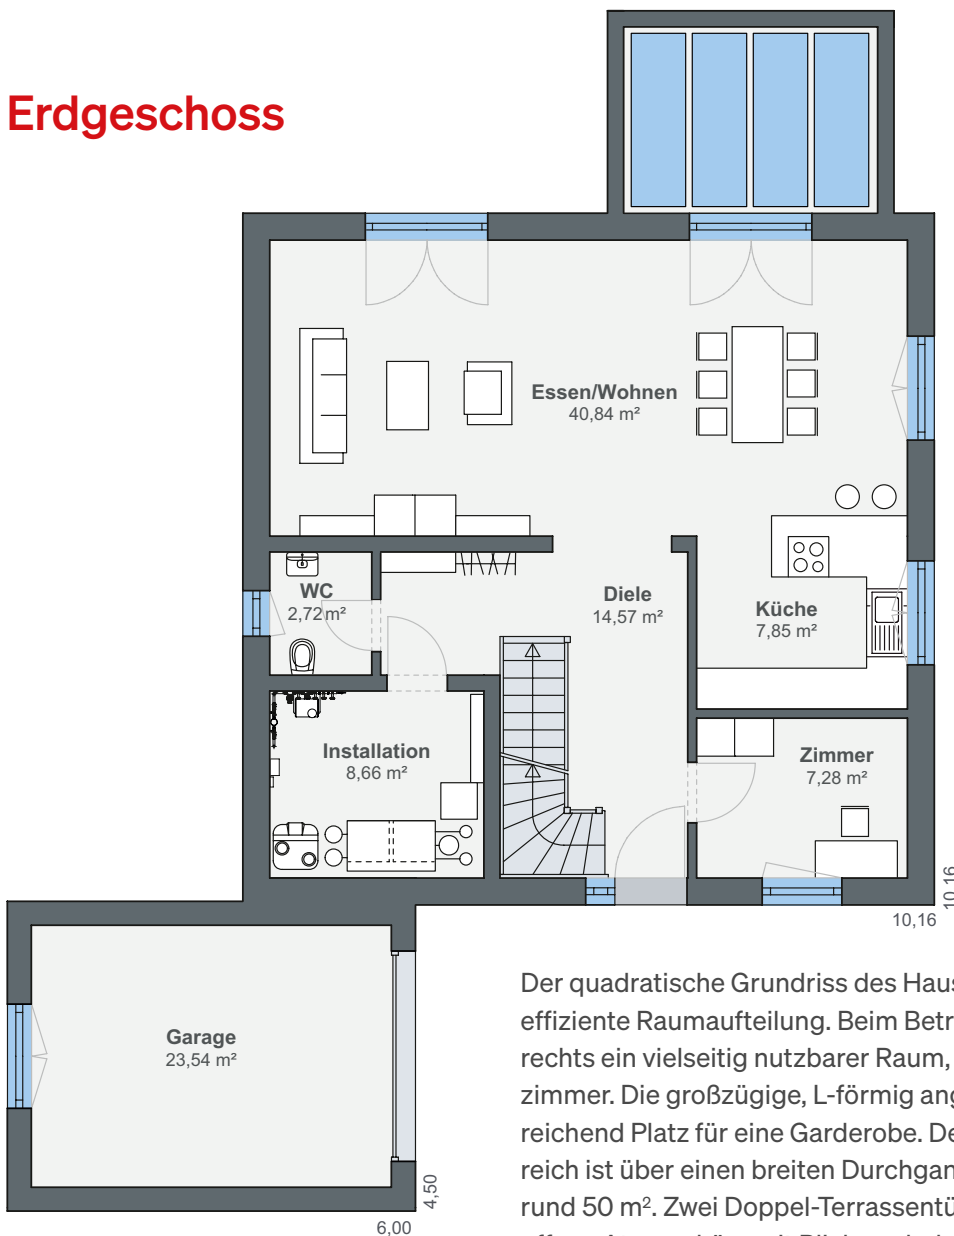 Erdgeschoss
Essen/Wohnen
40,84 m²
WC
2,72 m²
Diele
14,57 m²
Küche
7,85 m²
Installation
8,66 m²
Zimmer
7,28 m²
10,16
10,16
Garage
23,54 m²
4,50
6,00
Der quadratische Grundriss des Haus
effiziente Raumaufteilung. Beim Betr
rechts ein vielseitig nutzbarer Raum,
zimmer. Die großzügige, L-förmig ang
reichend Platz für eine Garderobe. De
reich ist über einen breiten Durchgan
rund 50 m². Zwei Doppel-Terrassentü